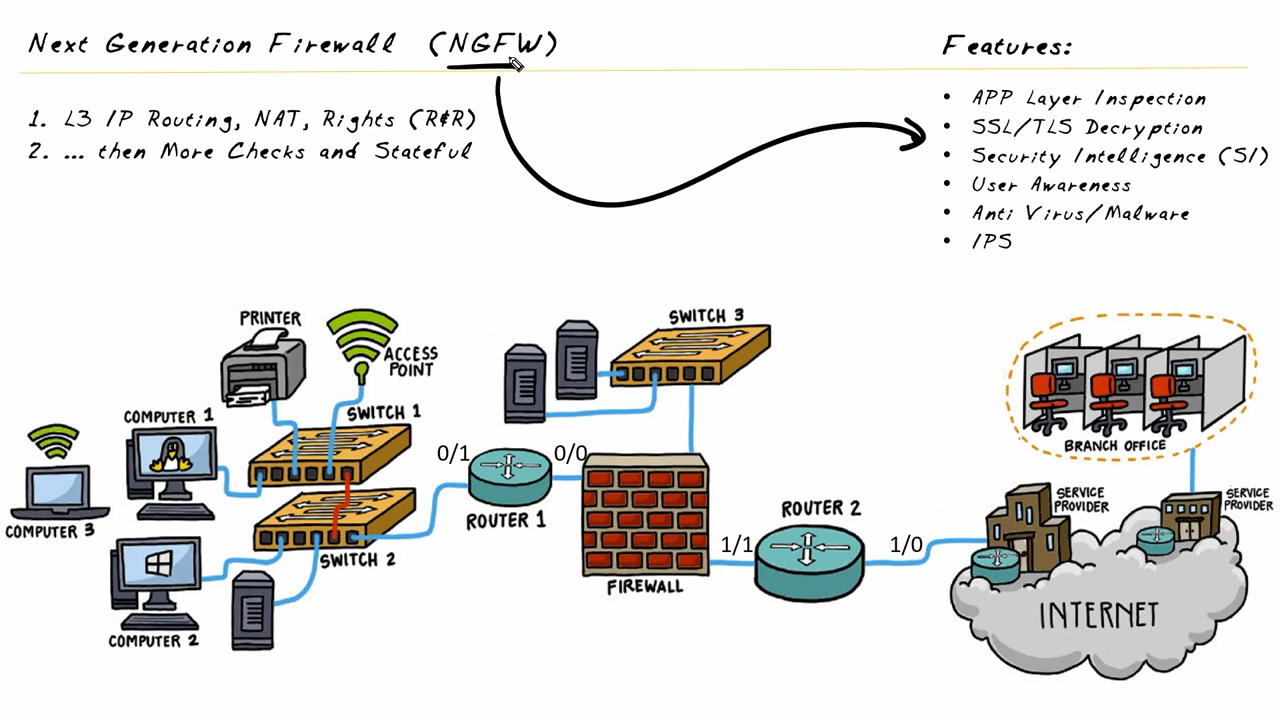 Next Generation Firewall (NGFW)
1. L3 IP Routing, NAT, Rights (R&R)
2. ... then More Checks and Stateful
Features:
• APP Layer Inspection
• SSL/TLS Decryption
• Security Intelligence (SI)
• User Awareness
• Anti Virus/Malware
• IPS
PRINTER
ACCESS
POINT
COMPUTER 1
SWITCH 1
COMPUTER 3
SWITCH 2
COMPUTER 2
0/1
0/0
ROUTER 1
SWITCH 3
FIREWALL
ROUTER 2
1/1
1/0
BRANCH OFFICE
SERVICE
PROVIDER
SERVICE
PROVIDER
INTERNET